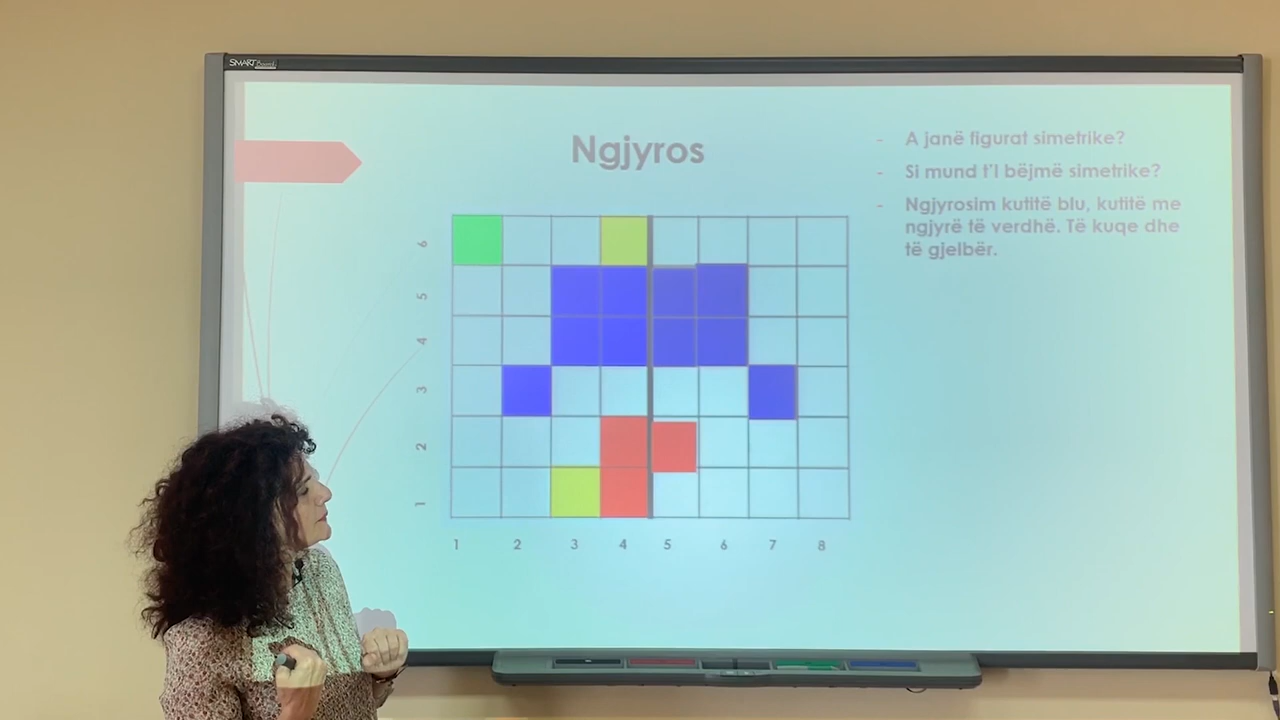 SMART
Ngjyros
- A janë figurat simetrike?
- Si mund t'I bëjmë simetrike?
- Ngjyrosim kutitë blu, kutitë me
ngjyrë të verdhë. Të kuqe dhe
të gjelbër.
6
5
4
3
2
1
1 2 3 4 5 6 7 8